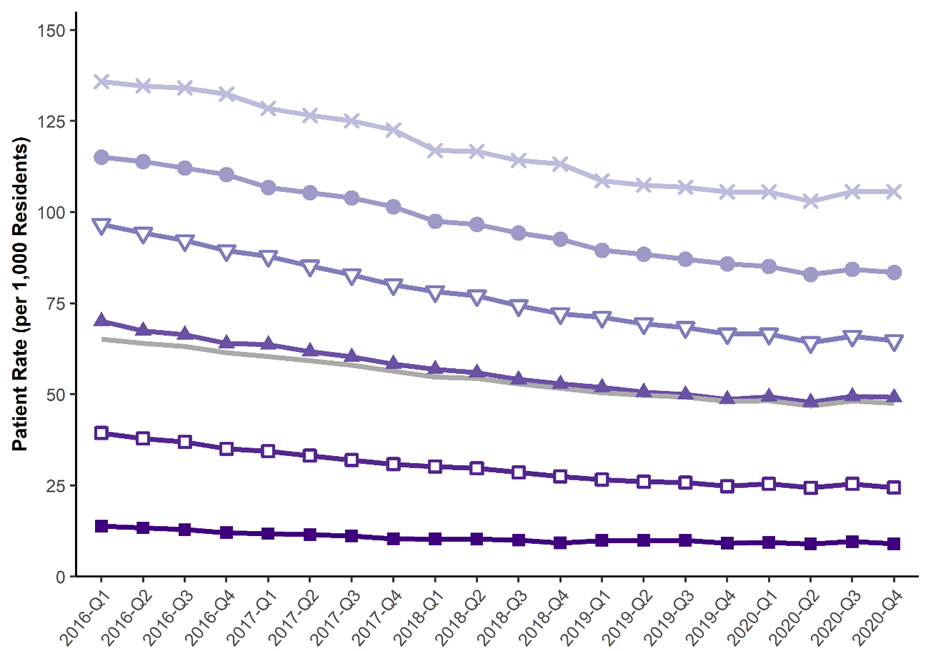 Patient Rate (per 1,000 Residents)
150
125
100
75
50
25
0
2016-Q1
2016-Q2
2016-Q3
2016-Q4
2017-Q1
2017-Q2
2017-Q3
2017-Q4
2018-Q1
2018-Q2
2018-Q3
2018-Q4
2019-Q1
2019-Q2
2019-Q3
2019-Q4
2020-Q1
2020-Q2
2020-Q3
2020-Q4